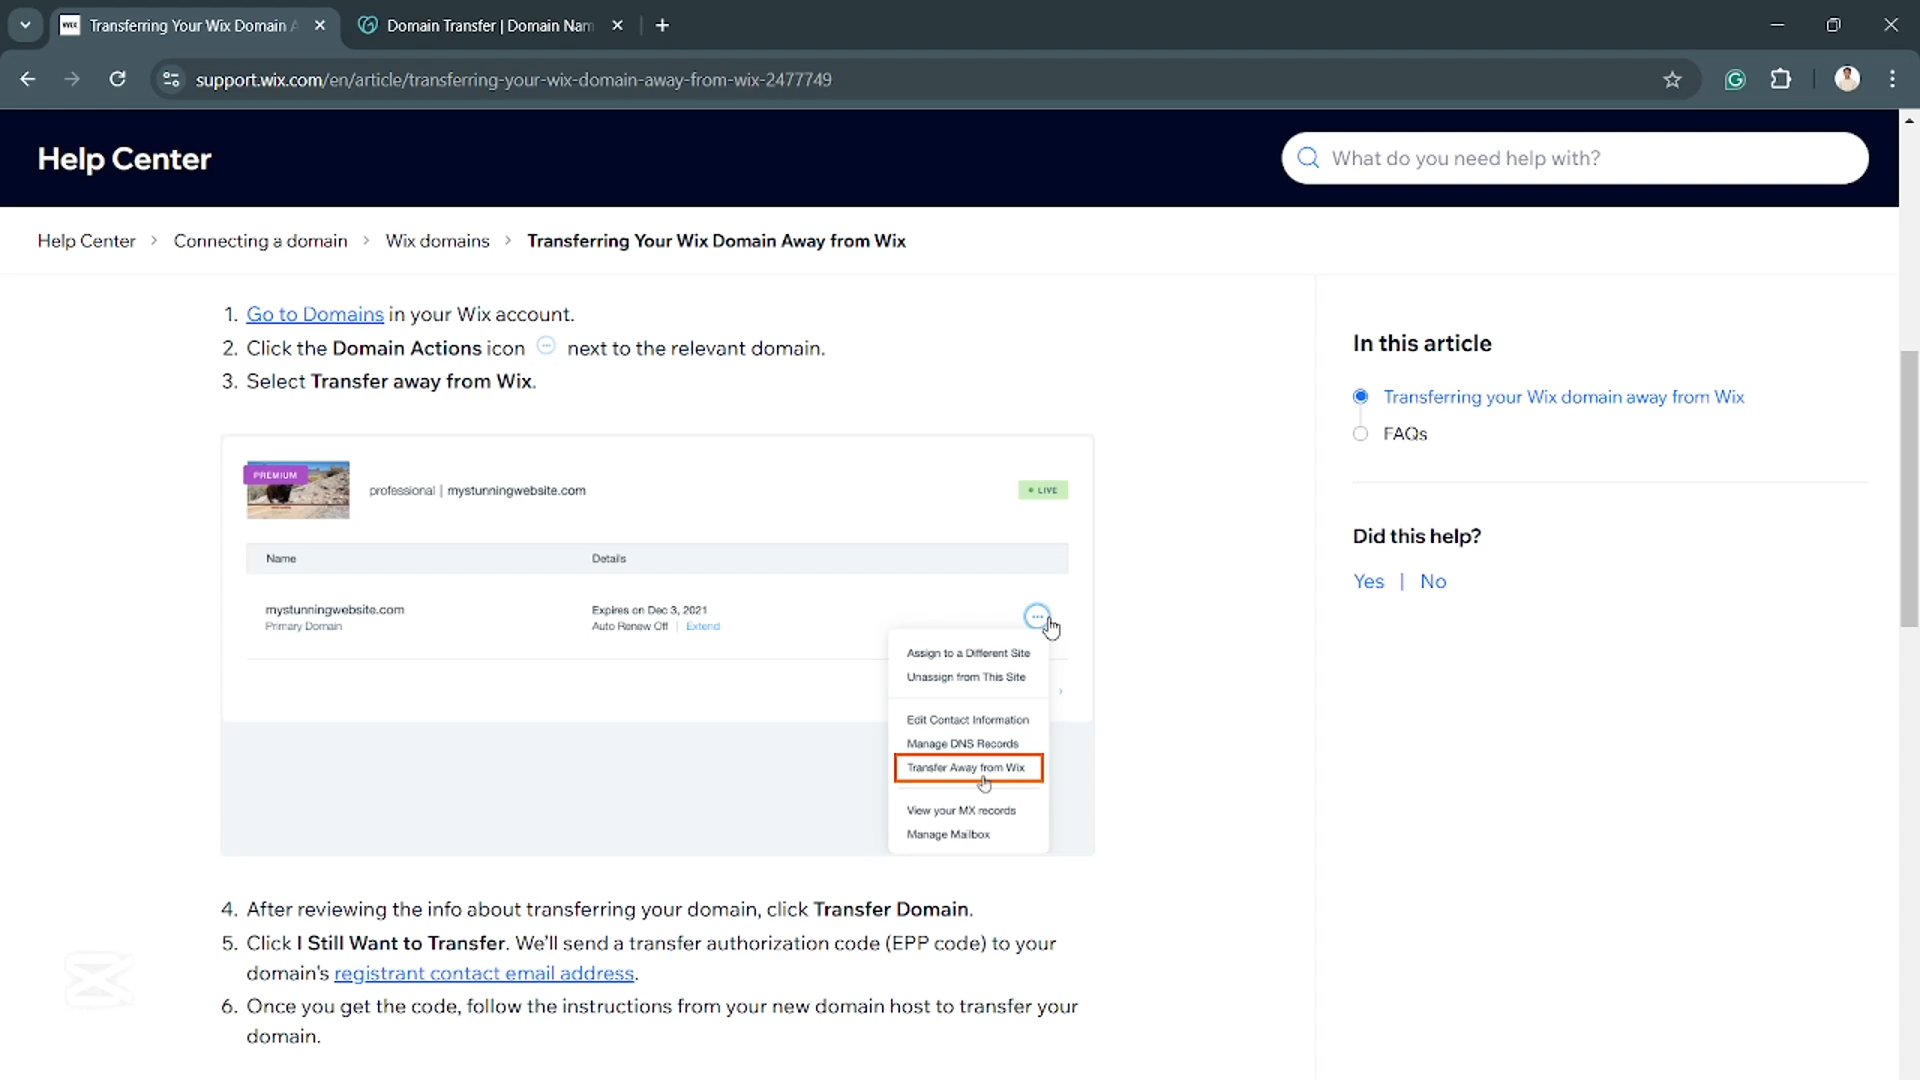 WIX
Transferring Your Wix Domain A
Domain Transfer | Domain Nam
support.wix.com/en/article/transferring-your-wix-domain-away-from-wix-2477749
Help Center
What do you need help with?
Help Center > Connecting a domain > Wix domains > Transferring Your Wix Domain Away from Wix
1. Go to Domains in your Wix account.
2. Click the Domain Actions icon next to the relevant domain.
3. Select Transfer away from Wix.
PREMIUM
professional | mystunningwebsite.com
LIVE
Name Details
mystunningwebsite.com
Primary Domain
Expires on Dec 3, 2021
Auto Renew Off | Extend
Assign to a Different Site
Unassign from This Site
Edit Contact Information
Manage DNS Records
Transfer Away from Wix
View your MX records
Manage Mailbox
4. After reviewing the info about transferring your domain, click Transfer Domain.
5. Click I Still Want to Transfer. We'll send a transfer authorization code (EPP code) to your
domain's registrant contact email address.
6. Once you get the code, follow the instructions from your new domain host to transfer your
domain.
In this article
Transferring your Wix domain away from Wix
FAQs
Did this help?
Yes | No